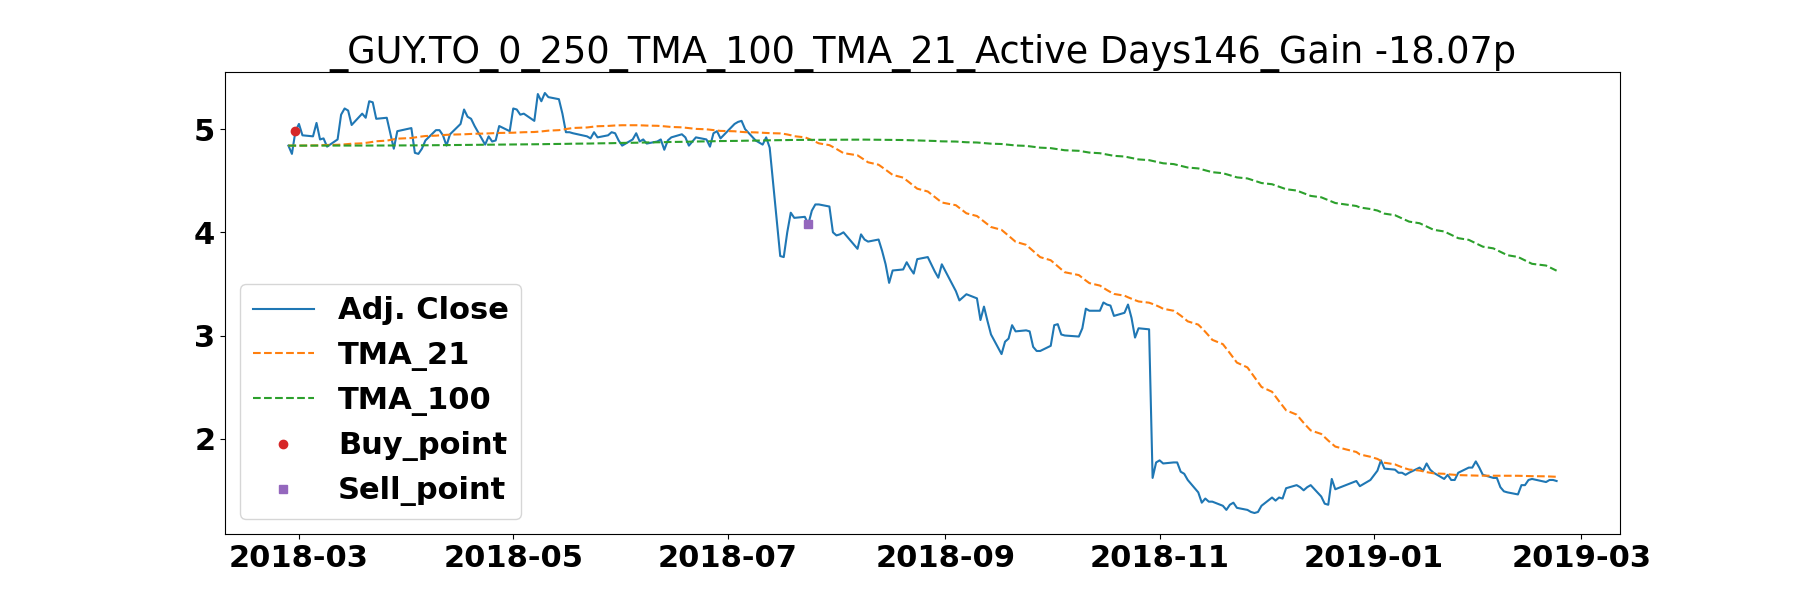 _GUY.TO_0_250_TMA_100_TMA_21_Active Days146_Gain -18.07p
5
4
3
2
Adj. Close
TMA_21
TMA_100
Buy_point
Sell_point
2018-03 2018-05 2018-07 2018-09 2018-11 2019-01 2019-03